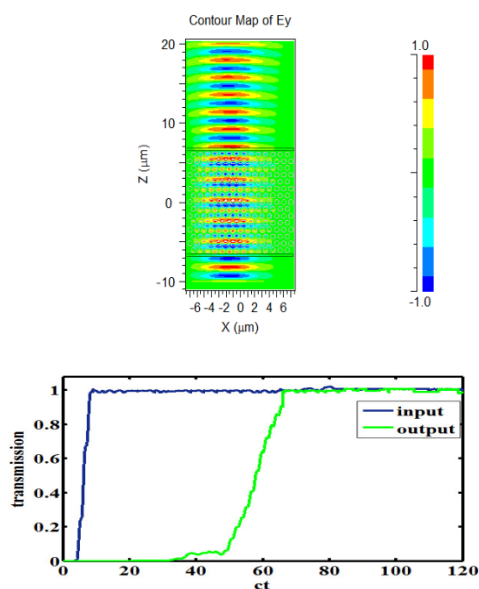 Contour Map of Ey
20
10
0
-10
Z (μm)
-6 -4 -2 0 2 4 6
X (μm)
1.0
-1.0
1
0.8
0.6
0.4
0.2
0
transmission
input
output
0 20 40 60 80 100 120
ct